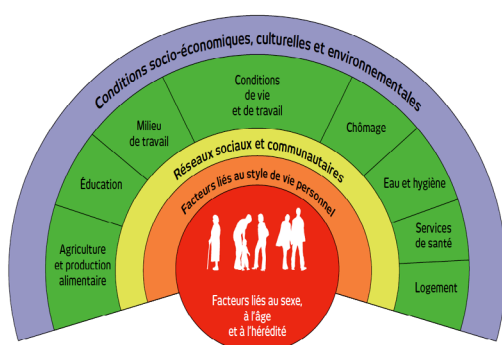 Conditions socio-économiques, culturelles et environnementales
Conditions
de vie
et de travail
Milieu
de travail
Chômage
Éducation
Eau et hygiène
Agriculture
et production
alimentaire
Services
de santé
Logement
Réseaux sociaux et communautaires
Facteurs liés au style de vie personnel
Facteurs liés au sexe,
à l'âge
et à l'hérédité